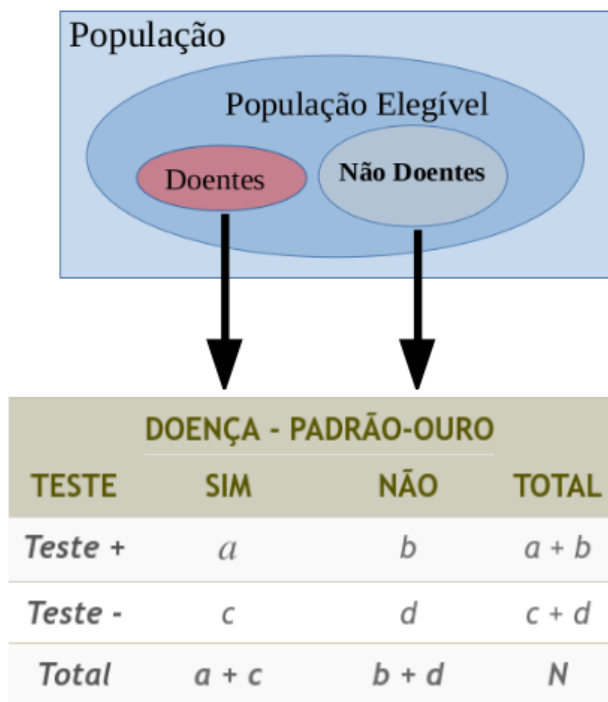 População
População Elegível
Doentes
Não Doentes
DOENÇA - PADRÃO-OURO
TESTE SIM NÃO TOTAL
Teste + a b a + b
Teste - c d c + d
Total a + c b + d N